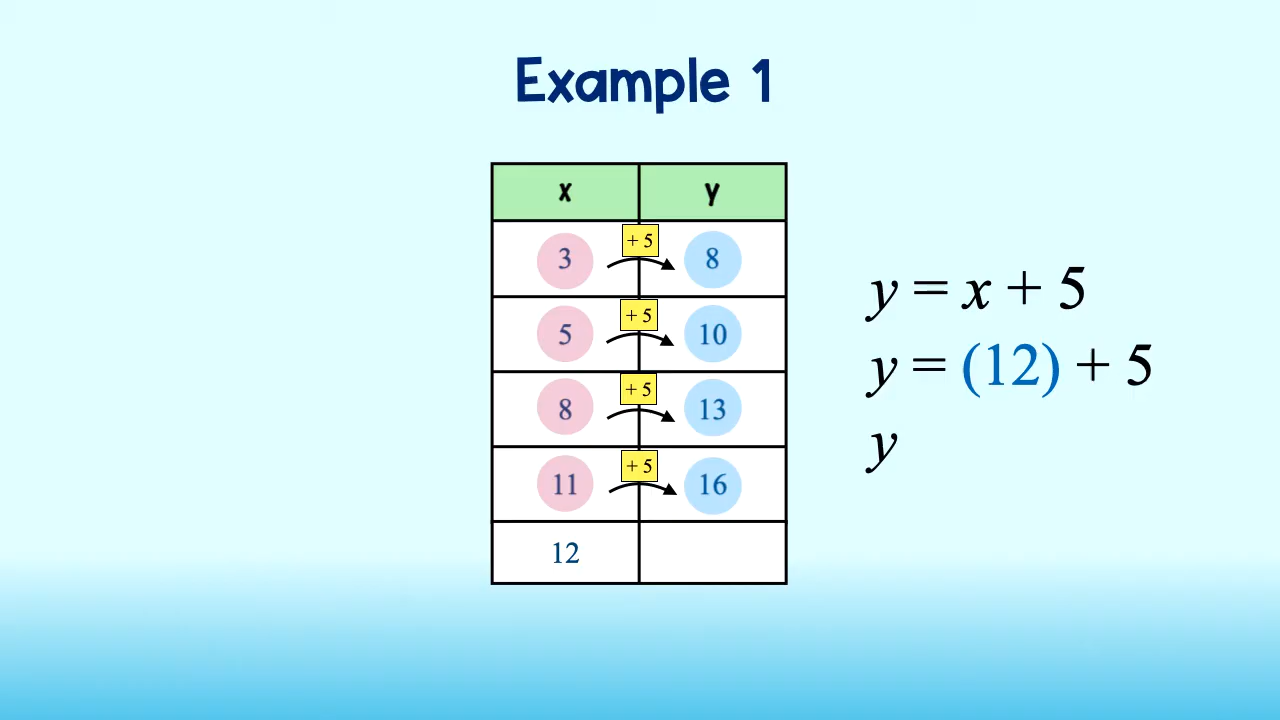 Example 1
x y
3 + 5 8
5 + 5 10
8 + 5 13
11 + 5 16
12
y = x + 5
y = (12) + 5
y